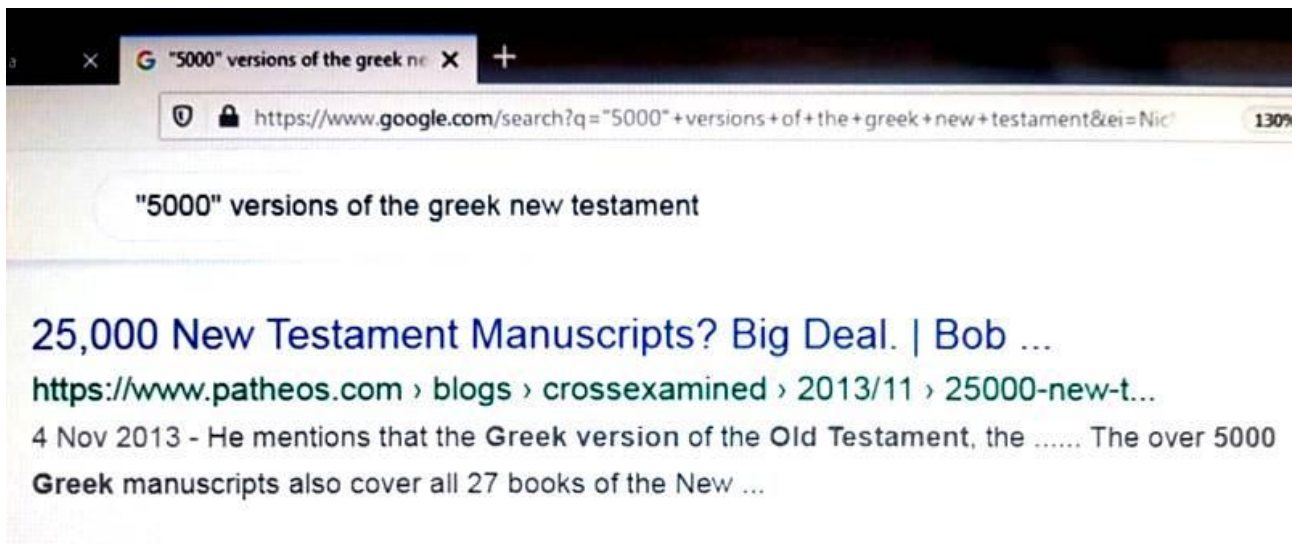 "5000" versions of the greek ne
https://www.google.com/search?q="5000"+versions+of+the+greek+new+testament&ei=Nic
130%
"5000" versions of the greek new testament
25,000 New Testament Manuscripts? Big Deal. | Bob ...
https://www.patheos.com › blogs › crossexamined › 2013/11 › 25000-new-t...
4 Nov 2013 - He mentions that the Greek version of the Old Testament, the ...... The over 5000
Greek manuscripts also cover all 27 books of the New ...